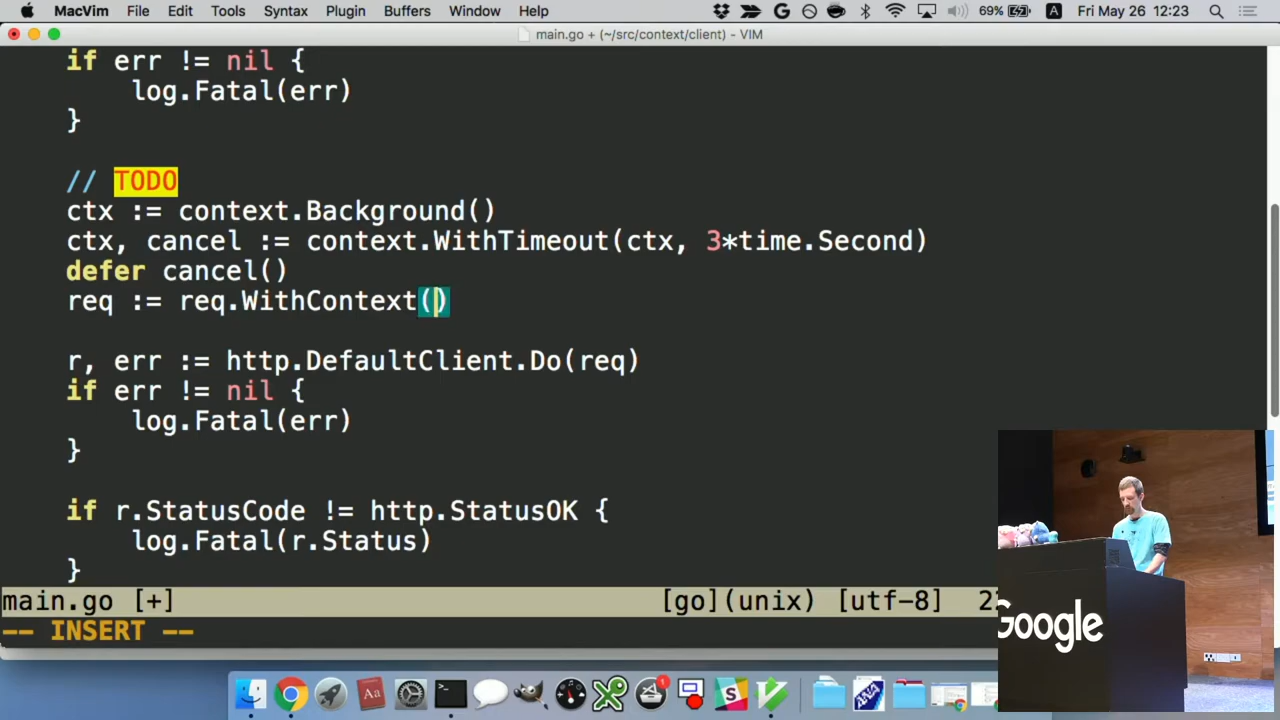 MacVim File Edit Tools Syntax Plugin Buffers Window Help 69% A Fri May 26 12:23
main.go + (~/src/context/client) - VIM
if err != nil {
log.Fatal(err)
}
// TODO
ctx := context.Background()
ctx, cancel := context.WithTimeout(ctx, 3*time.Second)
defer cancel()
req := req.WithContext()
r, err := http.DefaultClient.Do(req)
if err != nil {
log.Fatal(err)
}
if r.StatusCode != http.StatusOK {
log.Fatal(r.Status)
}
main.go [+] [go](unix) [utf-8]
-- INSERT --
Google